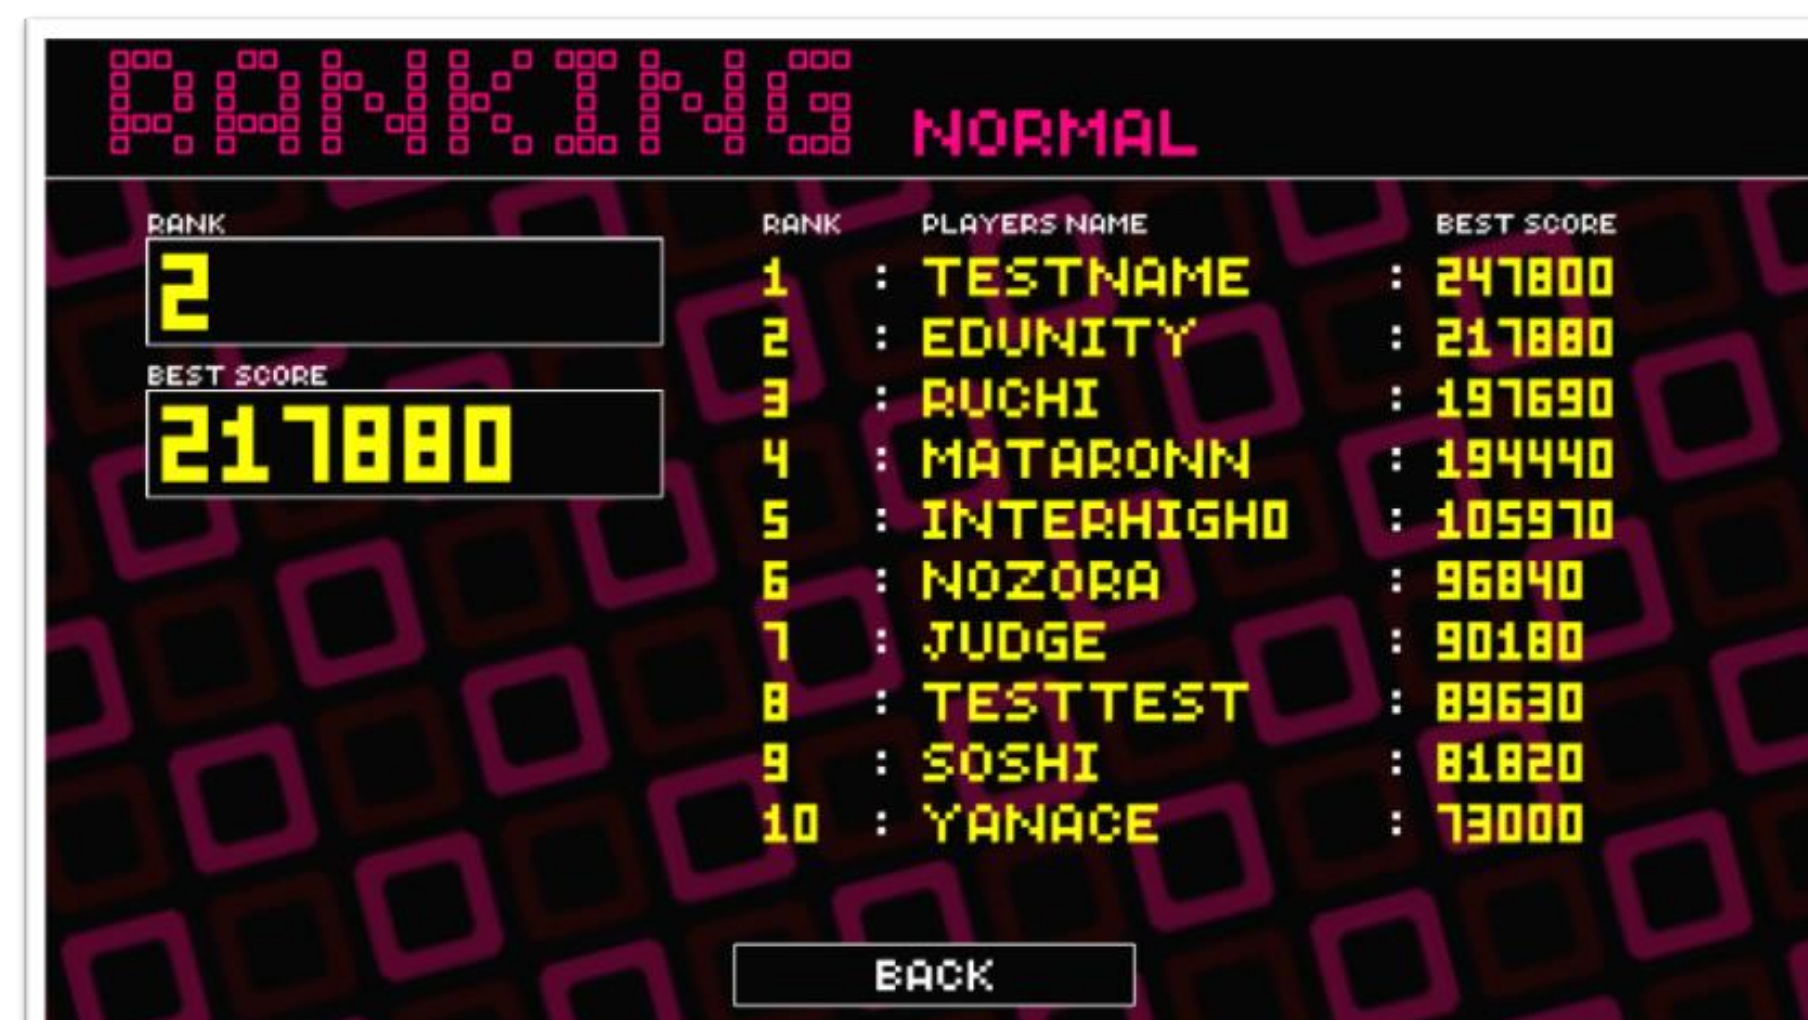 RANKING NORMAL
RANK
2
BEST SCORE
217880
RANK PLAYERS NAME BEST SCORE
1 : TESTNAME : 247800
2 : EDUNITY : 217880
3 : RUCHI : 197690
4 : MATARONN : 194440
5 : INTERHIGH0 : 105970
6 : NOZORA : 96840
7 : JUDGE : 90180
8 : TESTTEST : 89630
9 : SOSHI : 81820
10 : YANACE : 73000
BACK